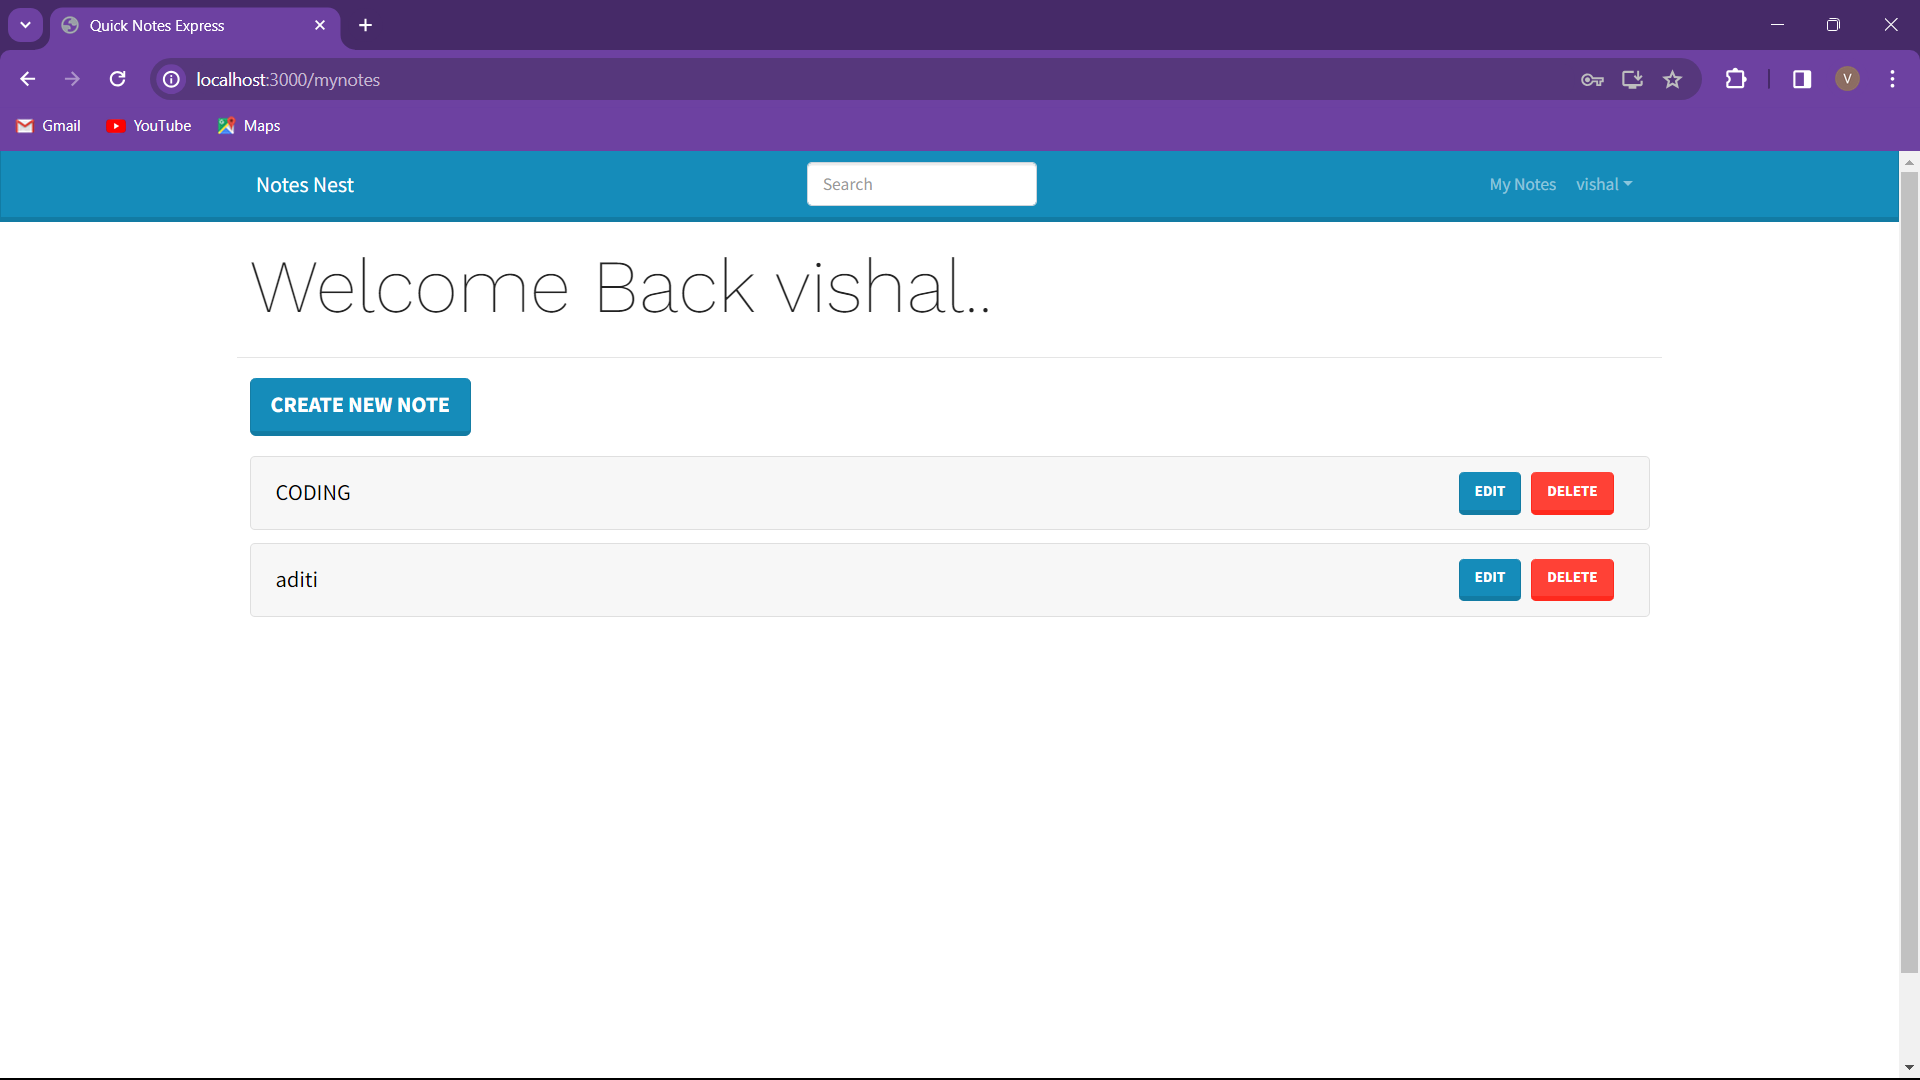 Quick Notes Express
localhost:3000/mynotes
V
Gmail YouTube Maps
Notes Nest Search My Notes vishal
Welcome Back vishal..
CREATE NEW NOTE
CODING EDIT DELETE
aditi EDIT DELETE